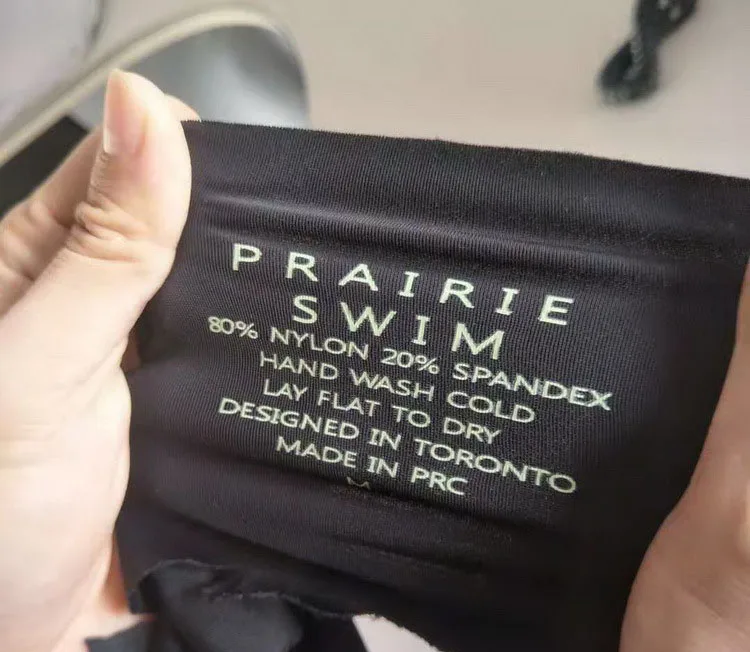 PRAIRIE
SWIM
80% NYLON 20% SPANDEX
HAND WASH COLD
LAY FLAT TO DRY
DESIGNED IN TORONTO
MADE IN PRC
M